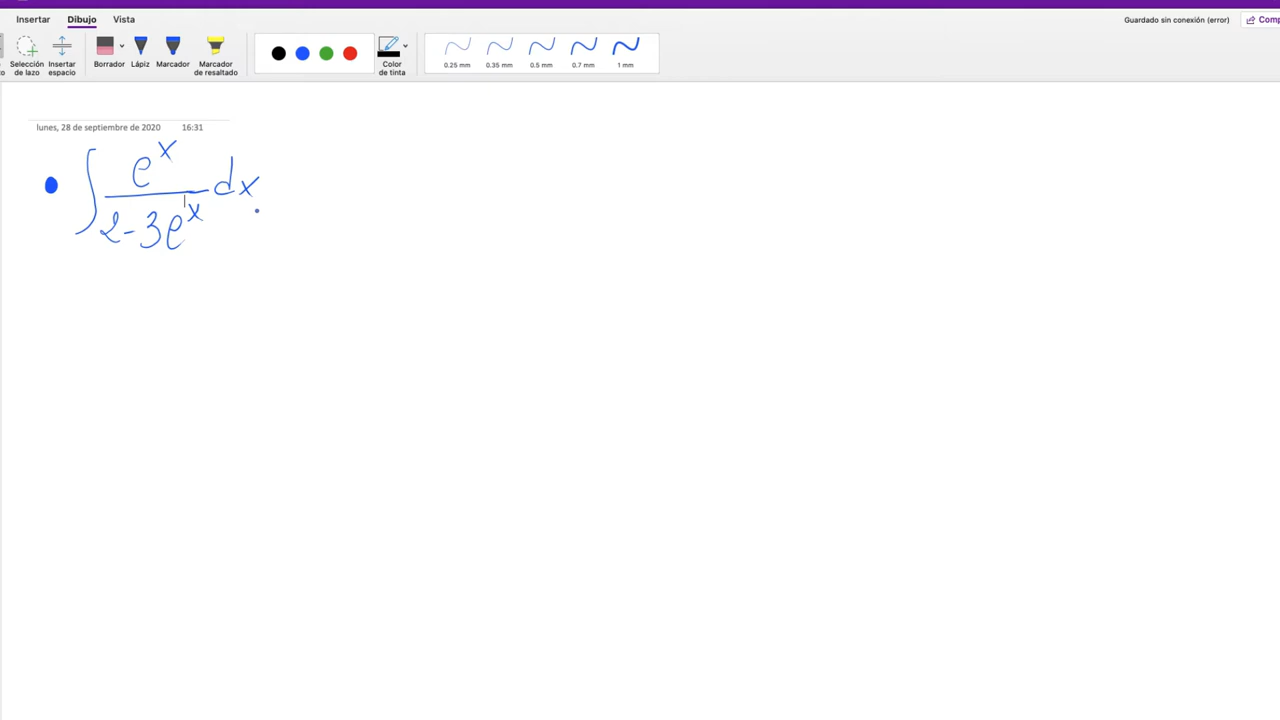 Insertar Dibujo Vista Guardado sin conexión (error)
Selección de lazo Insertar espacio Borrador Lápiz Marcador Marcador de resaltado Color de tinta 0.25 mm 0.35 mm 0.5 mm 0.7 mm 1 mm
lunes, 28 de septiembre de 2020 16:31
∫ e^x / (2-3e^x) dx